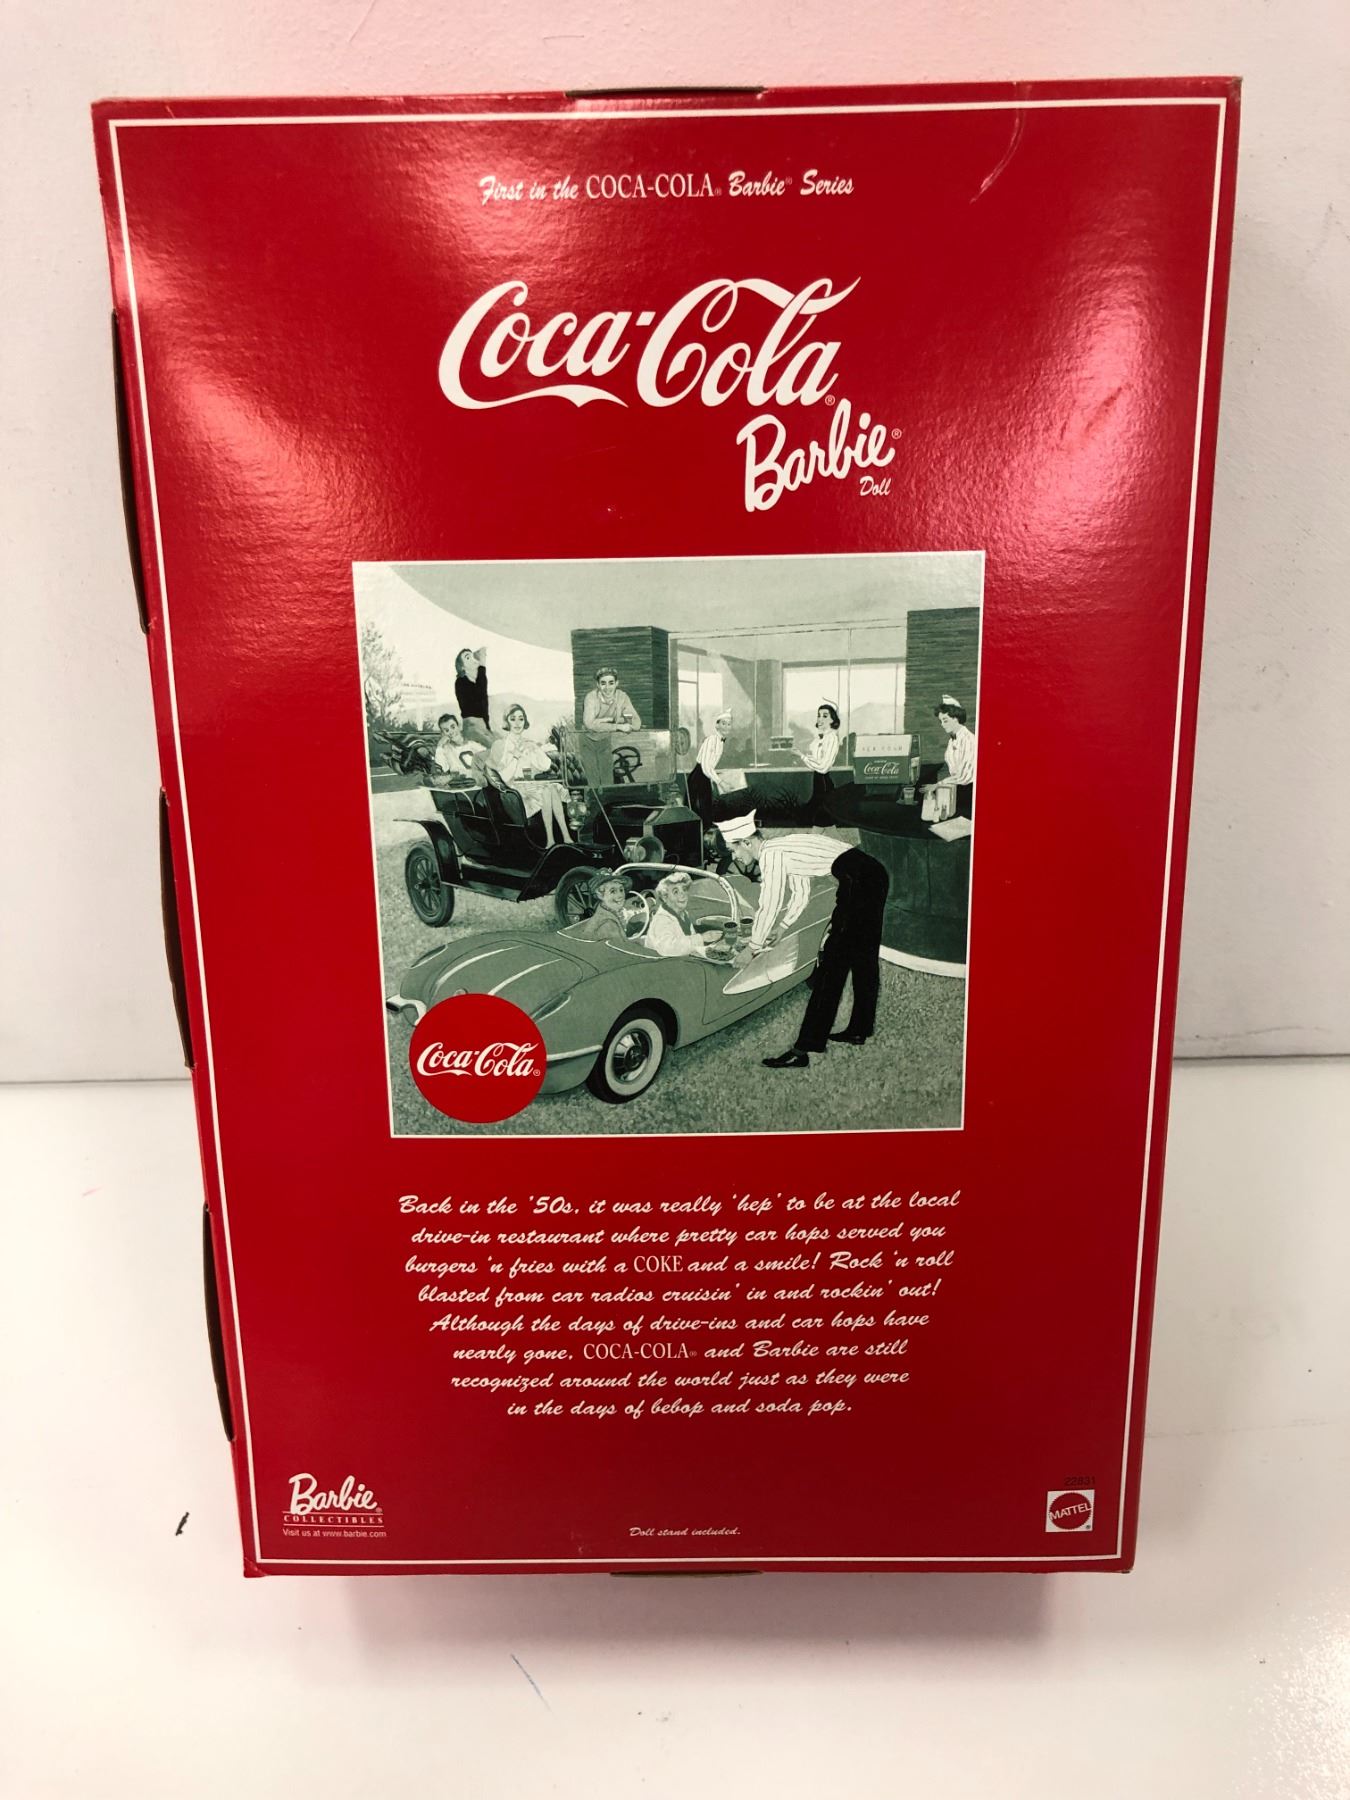 First in the COCA-COLA® Barbie® Series
Coca-Cola®
Barbie®
Doll
Coca-Cola
Coca-Cola®
Back in the '50s, it was really 'hep' to be at the local
drive-in restaurant where pretty car hops served you
burgers 'n fries with a COKE and a smile! Rock 'n roll
blasted from car radios cruisin' in and rockin' out!
Although the days of drive-ins and car hops have
nearly gone, COCA-COLA® and Barbie are still
recognized around the world just as they were
in the days of bebop and soda pop.
Barbie®
COLLECTIBLES
Visit us at www.barbie.com
Doll stand included.
22831
MATTEL®